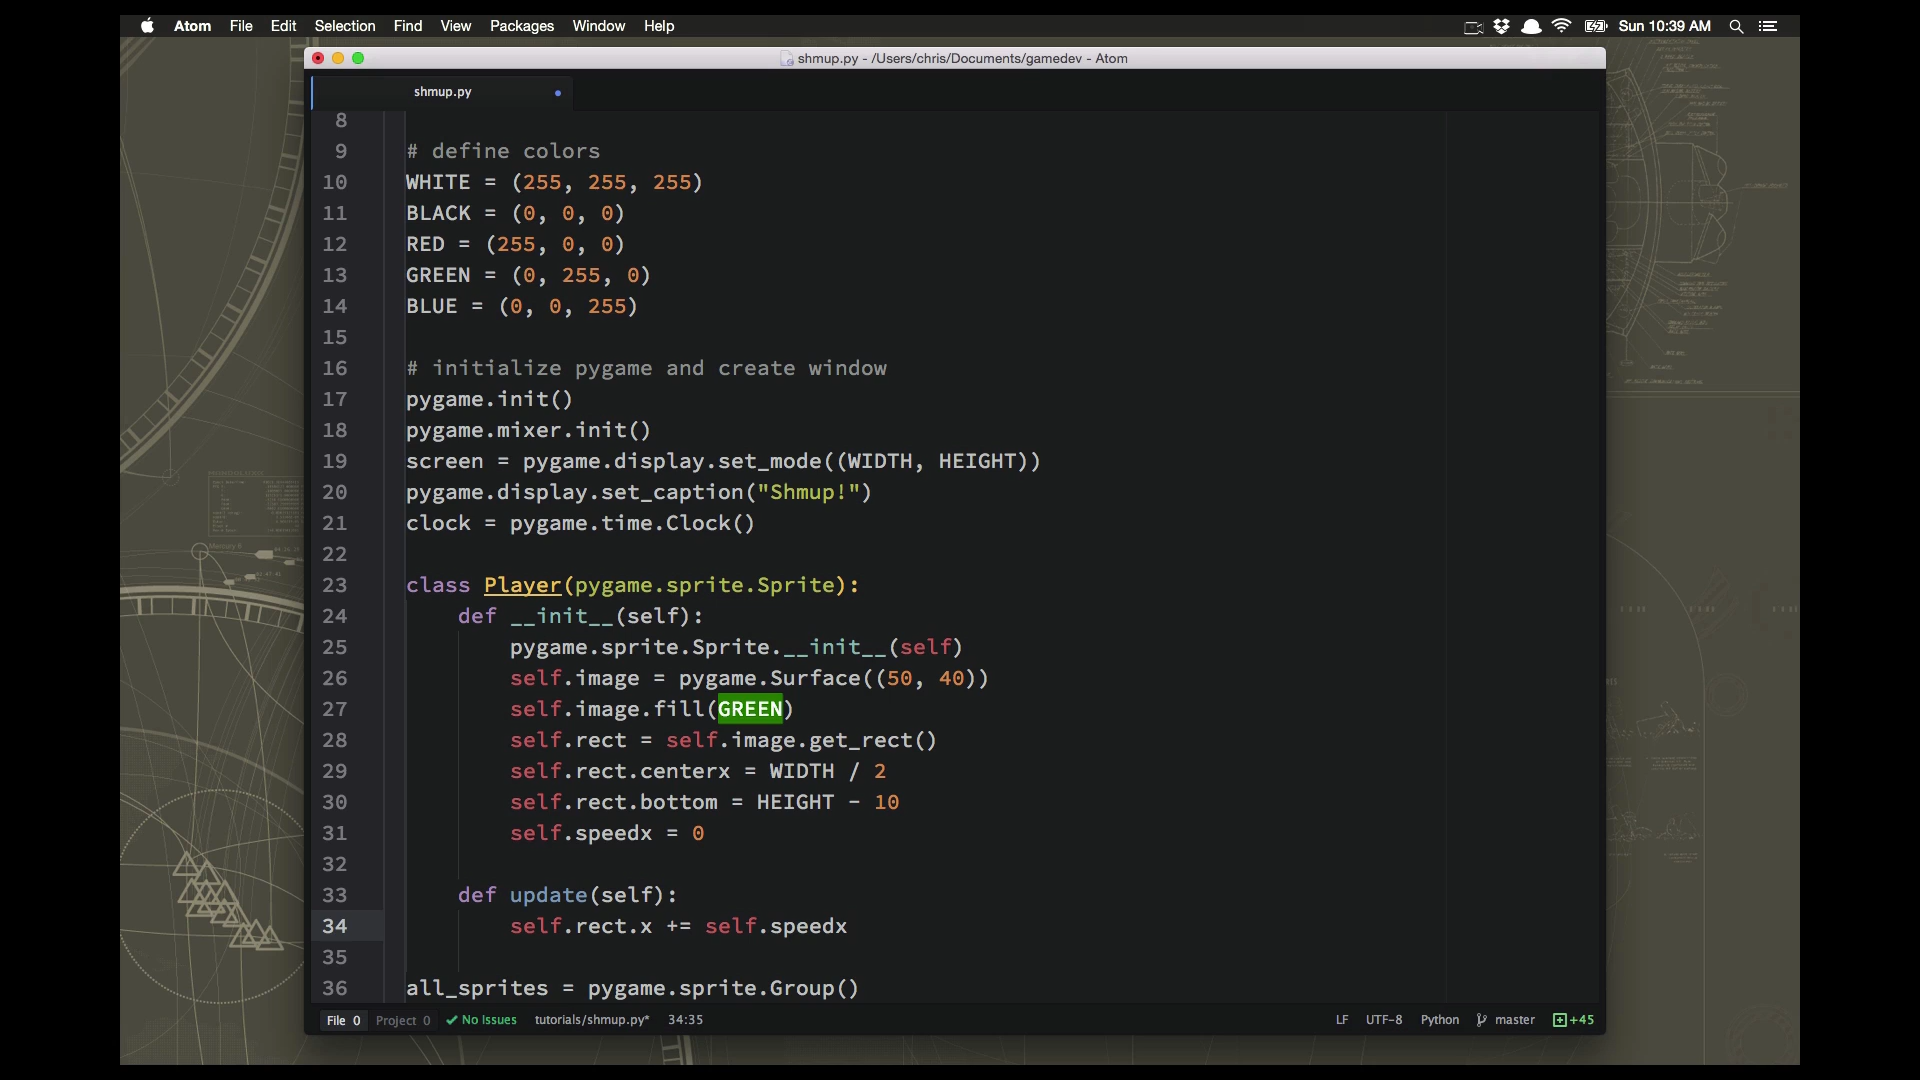 Atom File Edit Selection Find View Packages Window Help Sun 10:39 AM
shmup.py - /Users/chris/Documents/gamedev - Atom
shmup.py
8
9 # define colors
10 WHITE = (255, 255, 255)
11 BLACK = (0, 0, 0)
12 RED = (255, 0, 0)
13 GREEN = (0, 255, 0)
14 BLUE = (0, 0, 255)
15
16 # initialize pygame and create window
17 pygame.init()
18 pygame.mixer.init()
19 screen = pygame.display.set_mode((WIDTH, HEIGHT))
20 pygame.display.set_caption("Shmup!")
21 clock = pygame.time.Clock()
22
23 class Player(pygame.sprite.Sprite):
24     def __init__(self):
25         pygame.sprite.Sprite.__init__(self)
26         self.image = pygame.Surface((50, 40))
27         self.image.fill(GREEN)
28         self.rect = self.image.get_rect()
29         self.rect.centerx = WIDTH / 2
30         self.rect.bottom = HEIGHT - 10
31         self.speedx = 0
32
33     def update(self):
34         self.rect.x += self.speedx
35
36 all_sprites = pygame.sprite.Group()
File 0 Project 0 No Issues tutorials/shmup.py* 34:35 LF UTF-8 Python master +45